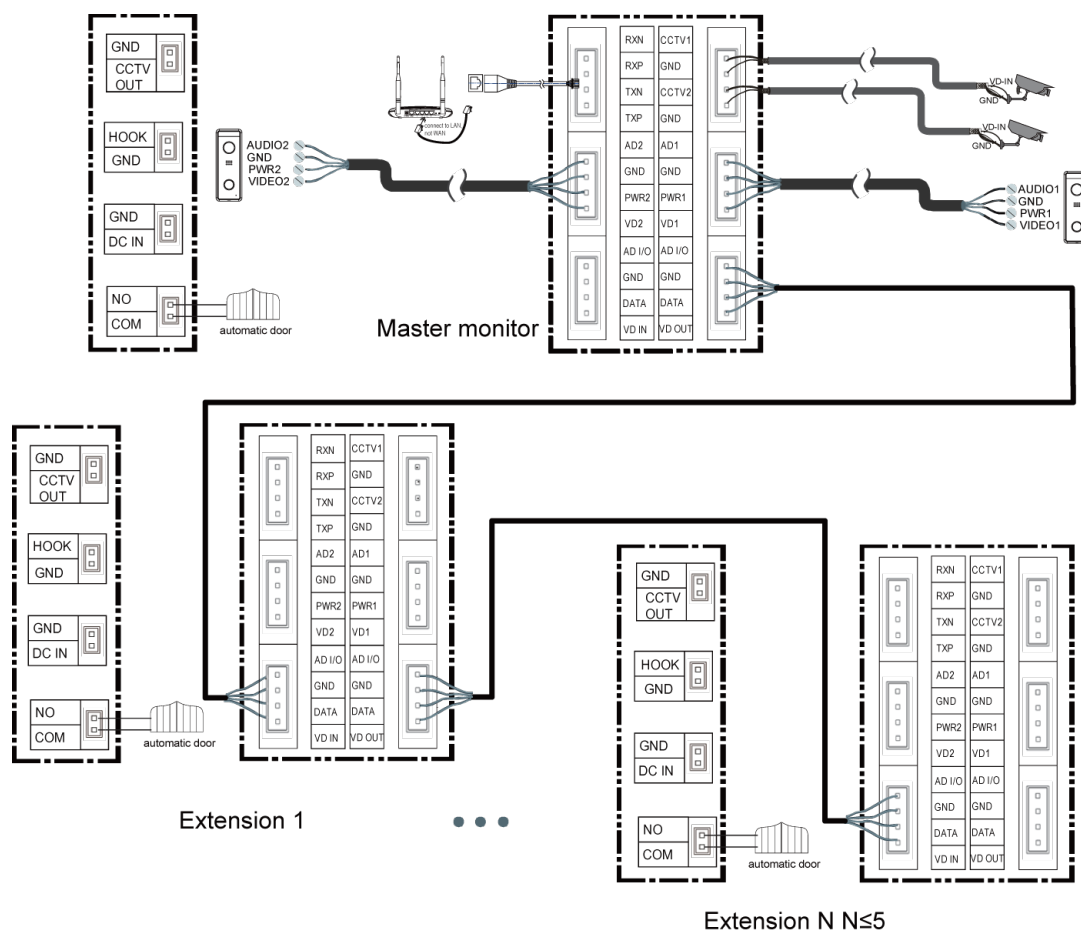 GND
CCTV
OUT
HOOK
GND
GND
DC IN
NO
COM
automatic door
connect to LAN,
not WAN
AUDIO2
GND
PWR2
VIDEO2
Master monitor
RXN CCTV1
RXP GND
TXN CCTV2
TXP GND
AD2 AD1
GND GND
PWR2 PWR1
VD2 VD1
AD I/O AD I/O
GND GND
DATA DATA
VD IN VD OUT
VD-IN
GND
VD-IN
GND
AUDIO1
GND
PWR1
VIDEO1
GND
CCTV
OUT
HOOK
GND
GND
DC IN
NO
COM
automatic door
RXN CCTV1
RXP GND
TXN CCTV2
TXP GND
AD2 AD1
GND GND
PWR2 PWR1
VD2 VD1
AD I/O AD I/O
GND GND
DATA DATA
VD IN VD OUT
Extension 1
GND
CCTV
OUT
HOOK
GND
GND
DC IN
NO
COM
automatic door
RXN CCTV1
RXP GND
TXN CCTV2
TXP GND
AD2 AD1
GND GND
PWR2 PWR1
VD2 VD1
AD I/O AD I/O
GND GND
DATA DATA
VD IN VD OUT
Extension N N≤5